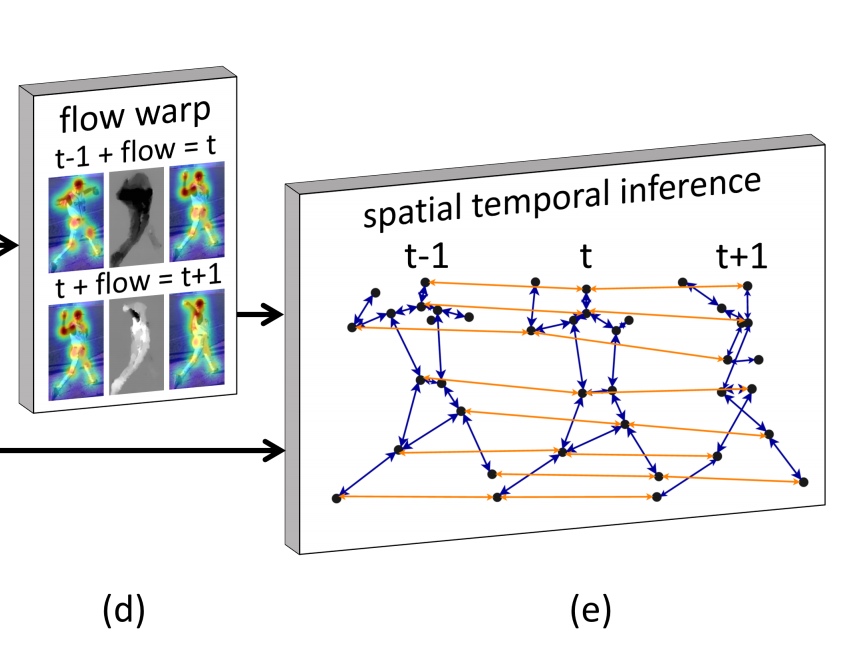 flow warp
t-1 + flow = t
t + flow = t+1
spatial temporal inference
t-1 t t+1
(d) (e)